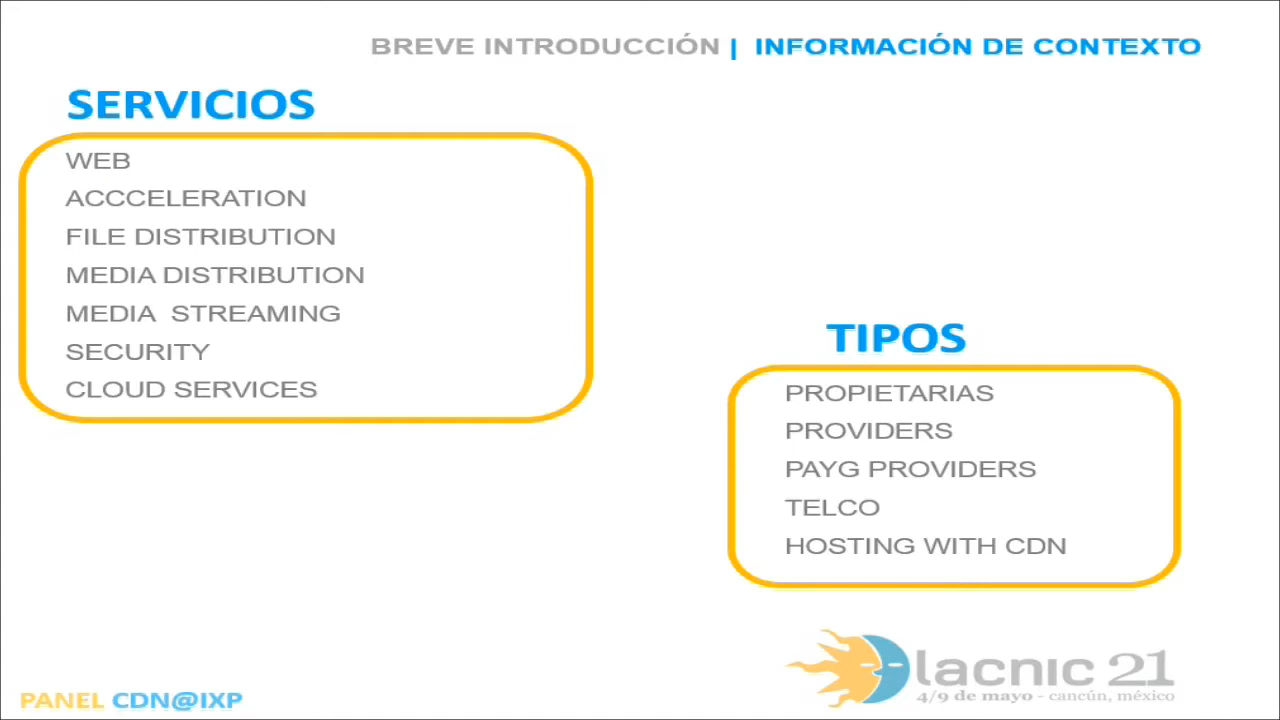 BREVE INTRODUCCIÓN | INFORMACIÓN DE CONTEXTO
SERVICIOS
WEB
ACCCELERATION
FILE DISTRIBUTION
MEDIA DISTRIBUTION
MEDIA STREAMING
SECURITY
CLOUD SERVICES
TIPOS
PROPIETARIAS
PROVIDERS
PAYG PROVIDERS
TELCO
HOSTING WITH CDN
lacnic 21
4/9 de mayo - cancún, méxico
PANEL CDN@IXP